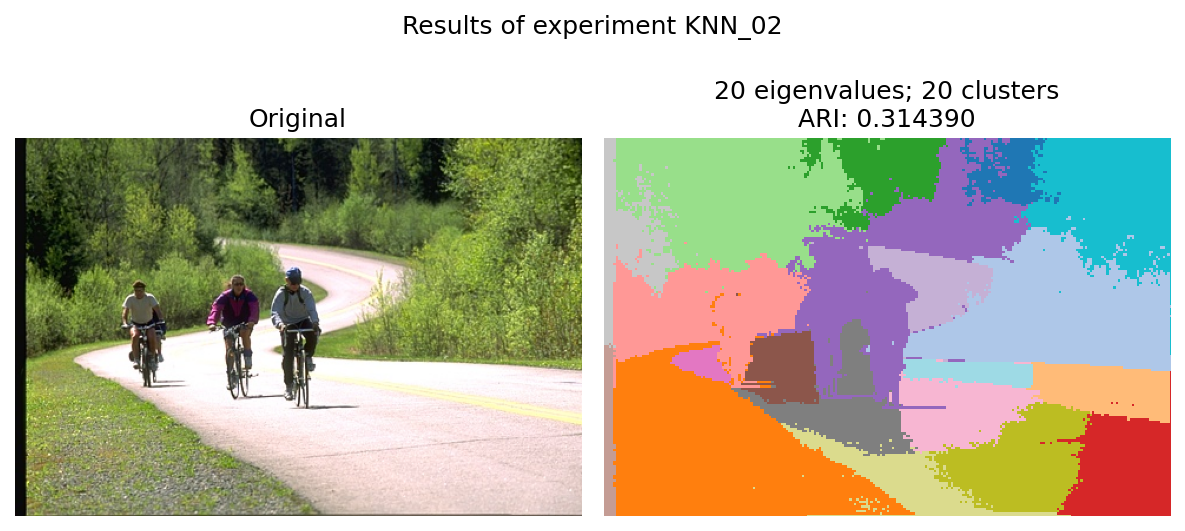 Results of experiment KNN_02
Original
20 eigenvalues; 20 clusters
ARI: 0.314390